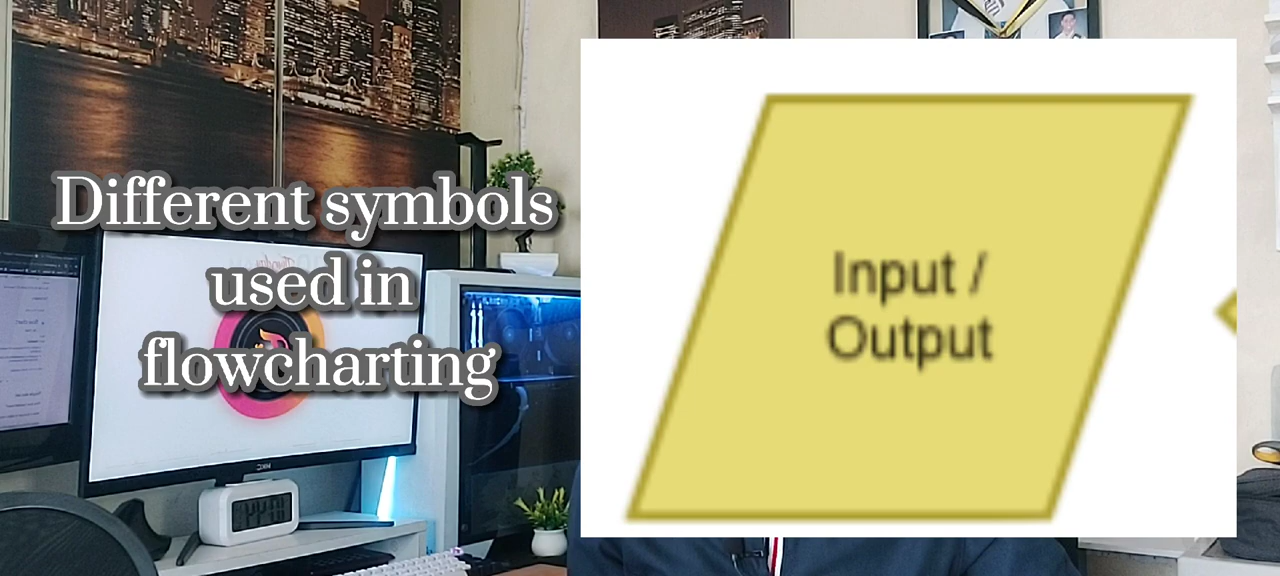 Different symbols
used in
flowcharting
Input /
Output